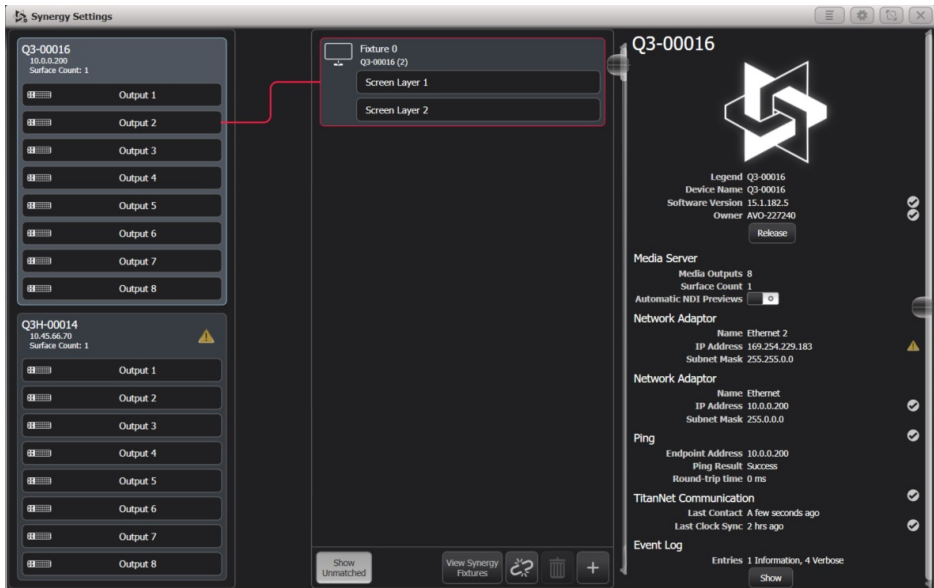 Synergy Settings
Q3-00016
10.0.0.200
Surface Count: 1
Output 1
Output 2
Output 3
Output 4
Output 5
Output 6
Output 7
Output 8
Q3H-00014
10.45.66.70
Surface Count: 1
Output 1
Output 2
Output 3
Output 4
Output 5
Output 6
Output 7
Output 8
Fixture 0
Q3-00016 (2)
Screen Layer 1
Screen Layer 2
Show
Unmatched
View Synergy
Fixtures
Q3-00016
Legend Q3-00016
Device Name Q3-00016
Software Version 15.1.182.5
Owner AVO-227240
Release
Media Server
Media Outputs 8
Surface Count 1
Automatic NDI Previews
Network Adaptor
Name Ethernet 2
IP Address 169.254.229.183
Subnet Mask 255.255.0.0
Network Adaptor
Name Ethernet
IP Address 10.0.0.200
Subnet Mask 255.0.0.0
Ping
Endpoint Address 10.0.0.200
Ping Result Success
Round-trip time 0 ms
TitanNet Communication
Last Contact A few seconds ago
Last Clock Sync 2 hrs ago
Event Log
Entries 1 Information, 4 Verbose
Show